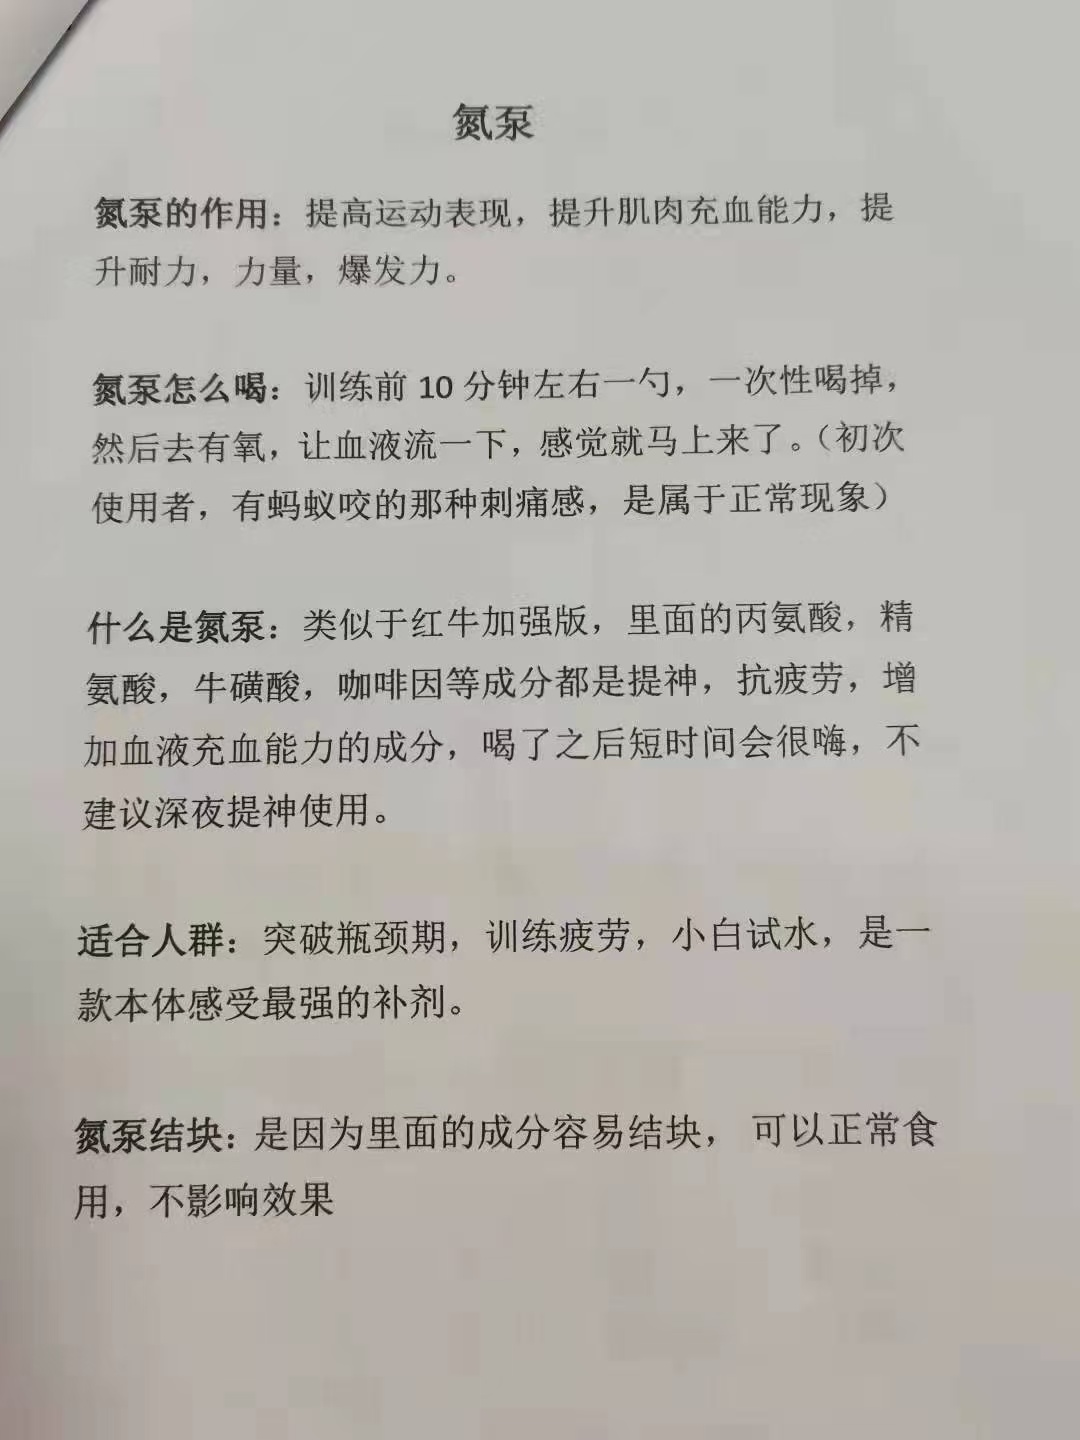 氮泵
氮泵的作用：提高运动表现，提升肌肉充血能力，提
升耐力，力量，爆发力。
氮泵怎么喝：训练前 10 分钟左右一勺，一次性喝掉，
然后去有氧，让血液流一下，感觉就马上来了。（初次
使用者，有蚂蚁咬的那种刺痛感，是属于正常现象）
什么是氮泵：类似于红牛加强版，里面的丙氨酸，精
氨酸，牛磺酸，咖啡因等成分都是提神，抗疲劳，增
加血液充血能力的成分，喝了之后短时间会很嗨，不
建议深夜提神使用。
适合人群：突破瓶颈期，训练疲劳，小白试水，是一
款本体感受最强的补剂。
氮泵结块：是因为里面的成分容易结块， 可以正常食
用，不影响效果